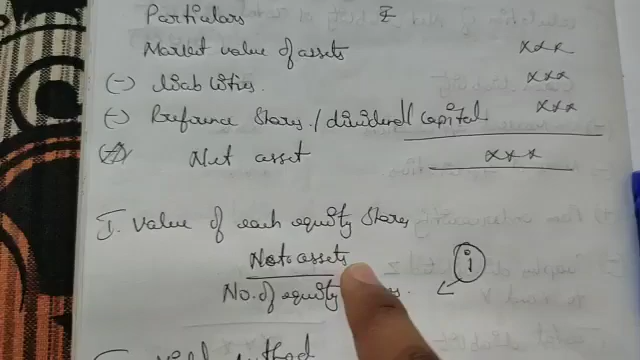 Particulars ₹
Market value of assets xxx
(-) Liabilities. xxx
(-) Preference Shares / dividend / capital xxx
(A) Net asset xxx
I. Value of each equity shares
Net assets
No. of equity
i
method